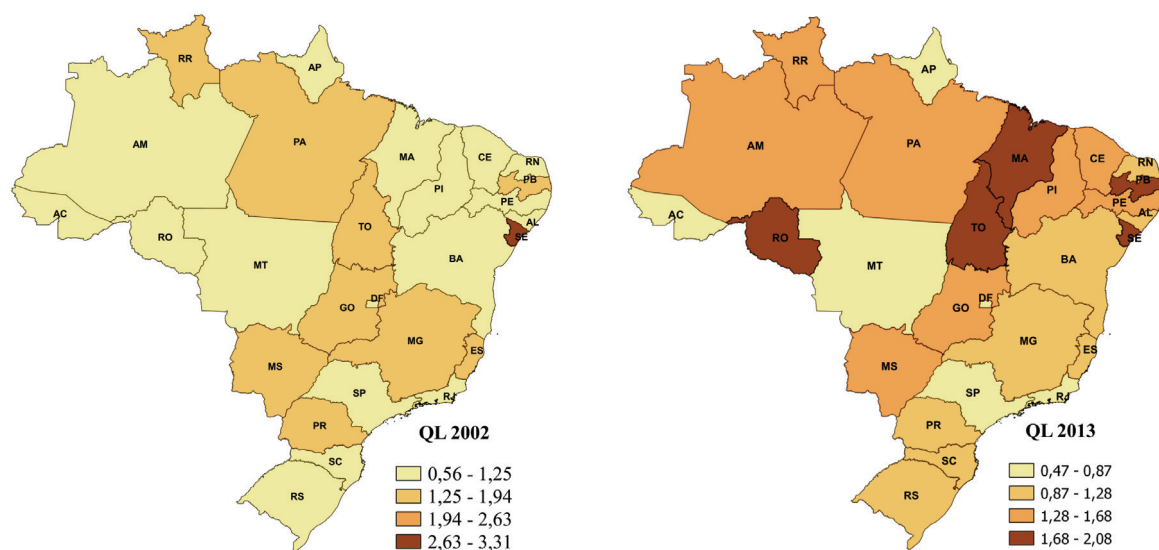 RR
AP
AM
PA
MA
CE
RN
PI
PB
PE
AC
AL
TO
SE
RO
BA
MT
DF
GO
MG
MS
ES
SP
RJ
PR
SC
RS
QL 2002
0,56 - 1,25
1,25 - 1,94
1,94 - 2,63
2,63 - 3,31
RR
AP
AM
PA
MA
CE
RN
PI
PB
PE
AC
AL
TO
SE
RO
BA
MT
DF
GO
MG
MS
ES
SP
RJ
PR
SC
RS
QL 2013
0,47 - 0,87
0,87 - 1,28
1,28 - 1,68
1,68 - 2,08